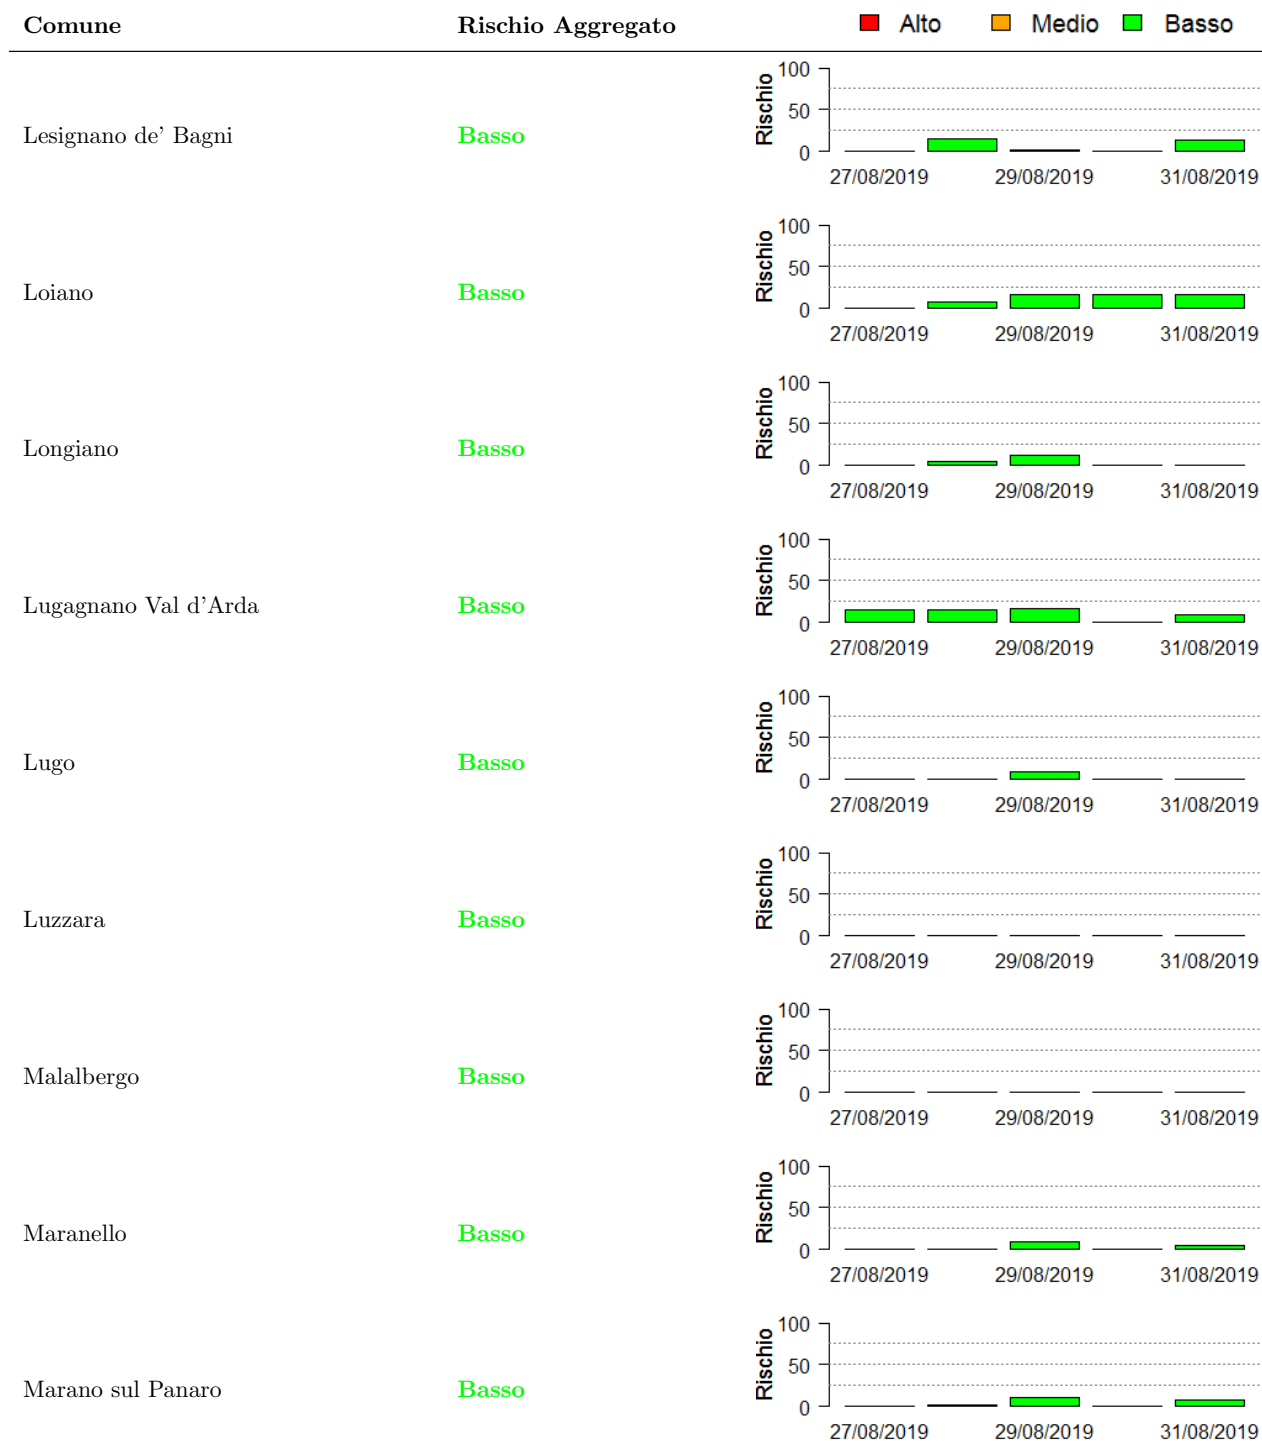 Comune Rischio Aggregato Alto Medio Basso
Lesignano de' Bagni Basso Rischio 100 50 0
27/08/2019 29/08/2019 31/08/2019
Loiano Basso Rischio 100 50 0
27/08/2019 29/08/2019 31/08/2019
Longiano Basso Rischio 100 50 0
27/08/2019 29/08/2019 31/08/2019
Lugagnano Val d'Arda Basso Rischio 100 50 0
27/08/2019 29/08/2019 31/08/2019
Lugo Basso Rischio 100 50 0
27/08/2019 29/08/2019 31/08/2019
Luzzara Basso Rischio 100 50 0
27/08/2019 29/08/2019 31/08/2019
Malalbergo Basso Rischio 100 50 0
27/08/2019 29/08/2019 31/08/2019
Maranello Basso Rischio 100 50 0
27/08/2019 29/08/2019 31/08/2019
Marano sul Panaro Basso Rischio 100 50 0
27/08/2019 29/08/2019 31/08/2019